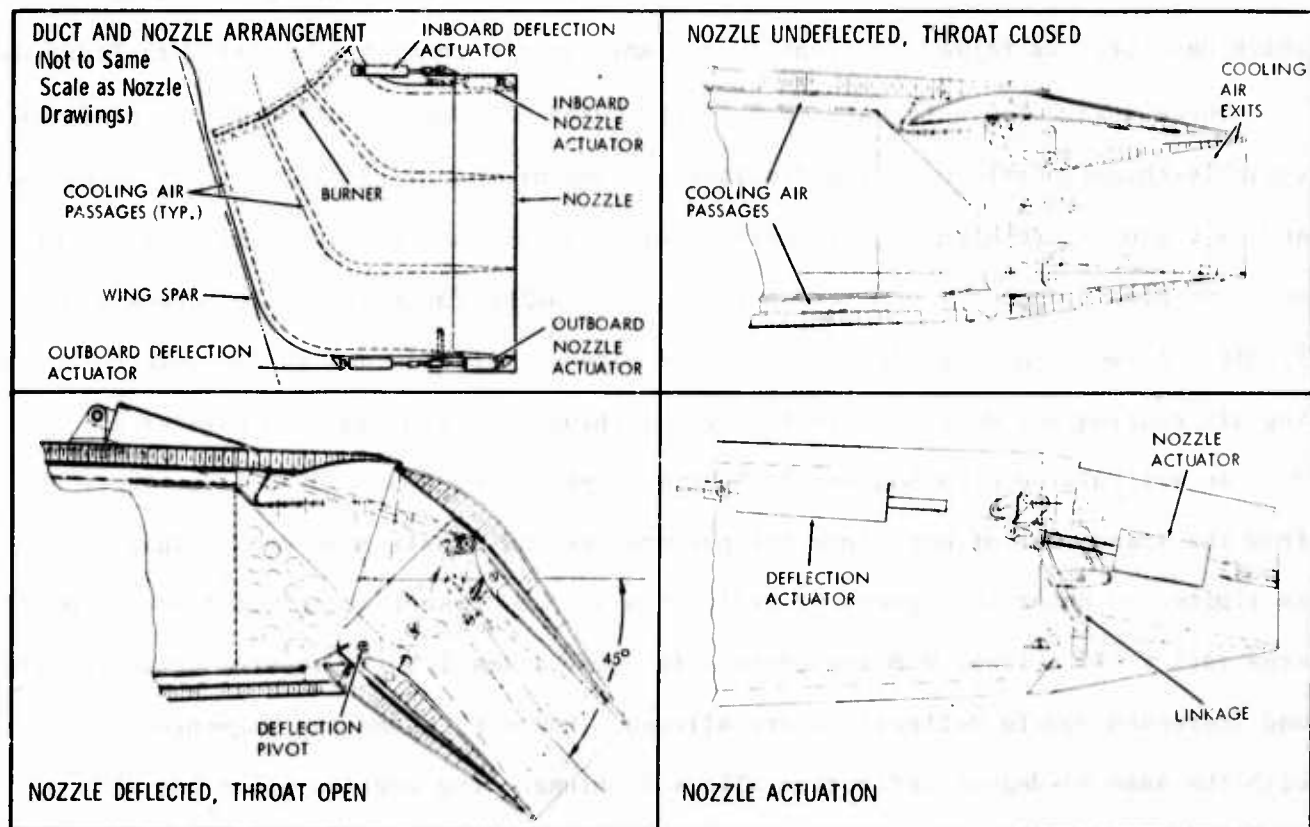 DUCT AND NOZZLE ARRANGEMENT
(Not to Same
Scale as Nozzle
Drawings)
INBOARD DEFLECTION
ACTUATOR
INBOARD
NOZZLE
ACTUATOR
COOLING AIR
PASSAGES (TYP.)
BURNER
NOZZLE
WING SPAR
OUTBOARD
NOZZLE
ACTUATOR
OUTBOARD DEFLECTION
ACTUATOR
NOZZLE UNDEFLECTED, THROAT CLOSED
COOLING
AIR
EXITS
COOLING AIR
PASSAGES
45°
DEFLECTION
PIVOT
NOZZLE DEFLECTED, THROAT OPEN
NOZZLE
ACTUATOR
DEFLECTION
ACTUATOR
LINKAGE
NOZZLE ACTUATION